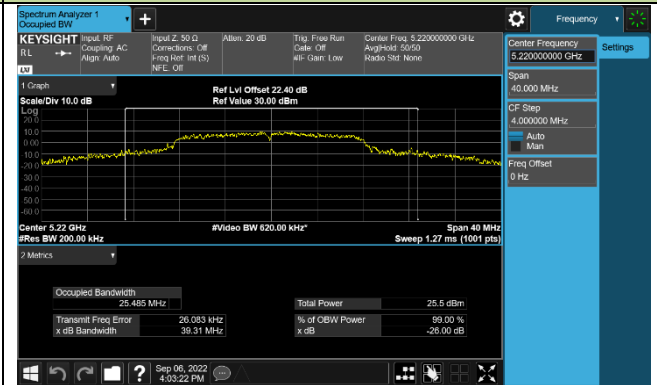 Spectrum Analyzer 1
Occupied BW
+
Frequency
KEYSIGHT
RL
LXI
Input: RF
Coupling: AC
Align: Auto
Input Z: 50 Ω
Corrections: Off
Freq Ref: Int (S)
NFE: Off
Atten: 20 dB
Trig: Free Run
Gate: Off
#IF Gain: Low
Center Freq: 5.220000000 GHz
Avg|Hold: 50/50
Radio Std: None
Center Frequency
5.220000000 GHz
Settings
Span
40.000 MHz
CF Step
4.000000 MHz
Auto
Man
Freq Offset
0 Hz
1 Graph
Scale/Div 10.0 dB
Ref Lvl Offset 22.40 dB
Ref Value 30.00 dBm
Log
20.0
10.0
0.00
-10.0
-20.0
-30.0
-40.0
-50.0
-60.0
Center 5.22 GHz
#Res BW 200.00 kHz
#Video BW 620.00 kHz*
Span 40 MHz
Sweep 1.27 ms (1001 pts)
2 Metrics
Occupied Bandwidth
25.485 MHz
Total Power 25.5 dBm
Transmit Freq Error 26.083 kHz
% of OBW Power 99.00 %
x dB Bandwidth 39.31 MHz
x dB -26.00 dB
?
Sep 06, 2022
4:03:22 PM